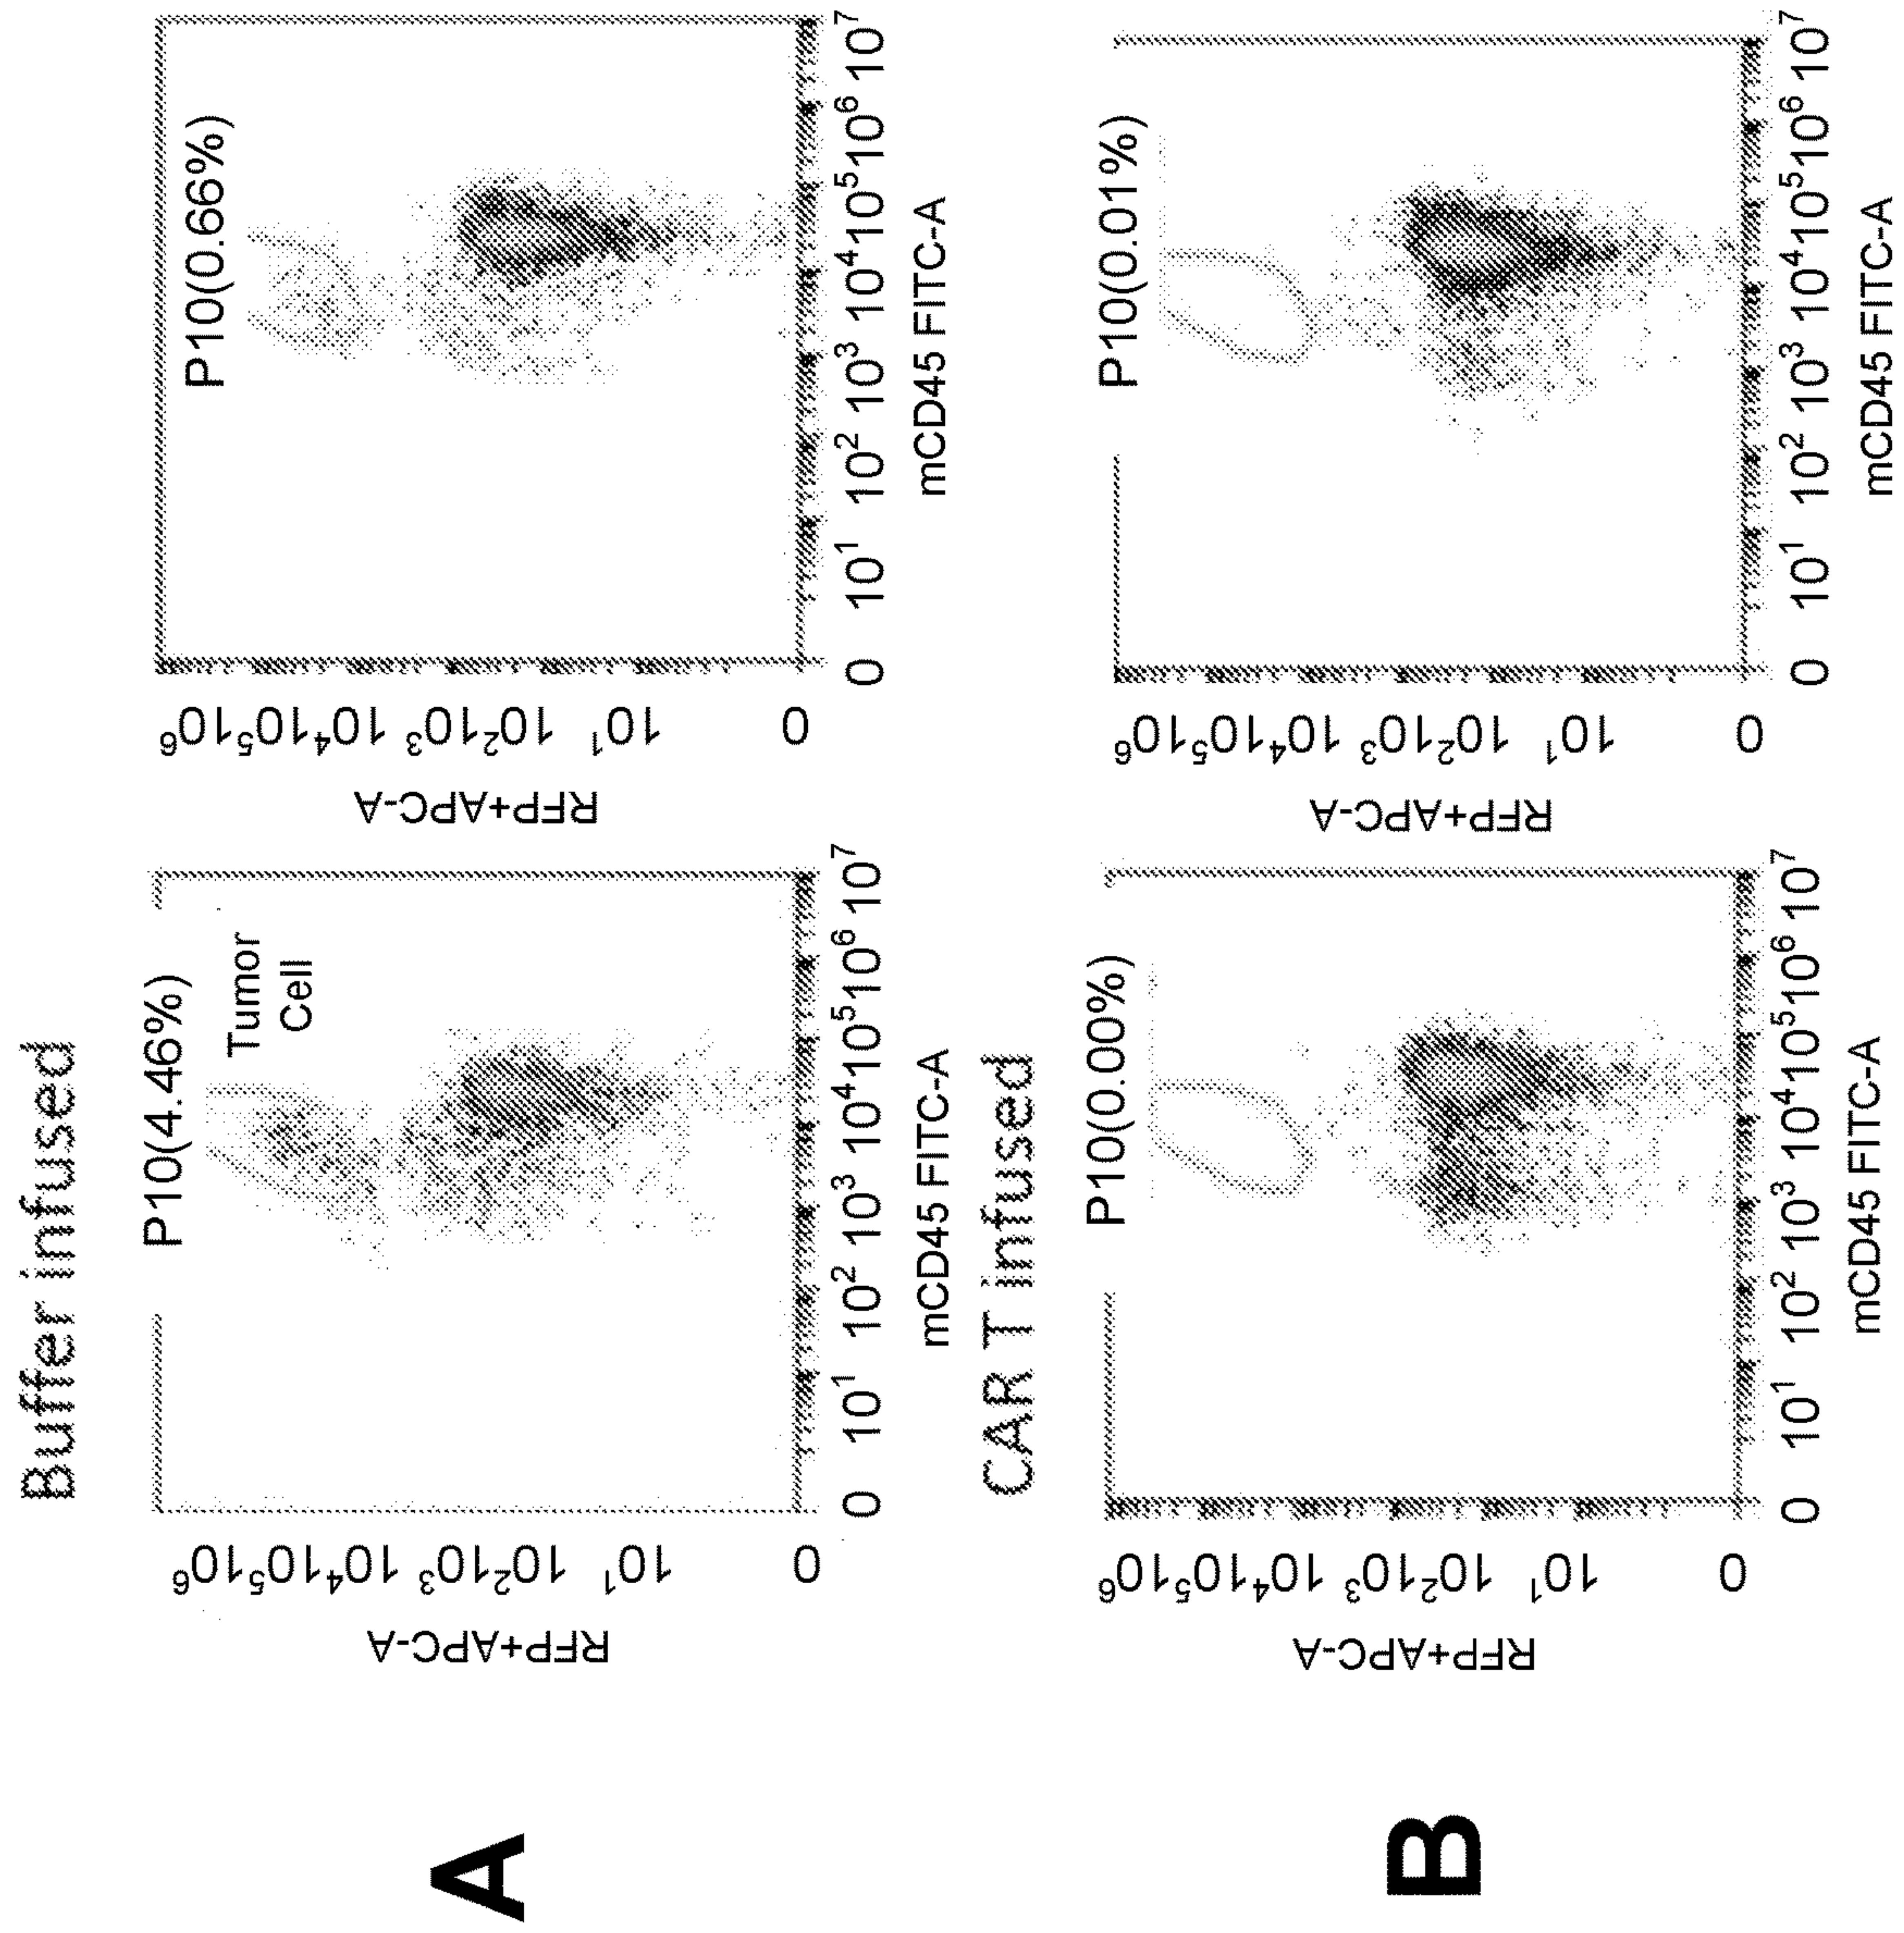 Buffer infused
A
P10(4.46%)
Tumor
Cell
RFP+APC-A
10⁶
10⁵
10⁴
10³
10²
10¹
0
0 10¹ 10² 10³ 10⁴ 10⁵ 10⁶ 10⁷
mCD45 FITC-A
P10(0.66%)
RFP+APC-A
10⁶
10⁵
10⁴
10³
10²
10¹
0
0 10¹ 10² 10³ 10⁴ 10⁵ 10⁶ 10⁷
mCD45 FITC-A
CAR T infused
B
P10(0.00%)
RFP+APC-A
10⁶
10⁵
10⁴
10³
10²
10¹
0
0 10¹ 10² 10³ 10⁴ 10⁵ 10⁶ 10⁷
mCD45 FITC-A
P10(0.01%)
RFP+APC-A
10⁶
10⁵
10⁴
10³
10²
10¹
0
0 10¹ 10² 10³ 10⁴ 10⁵ 10⁶ 10⁷
mCD45 FITC-A